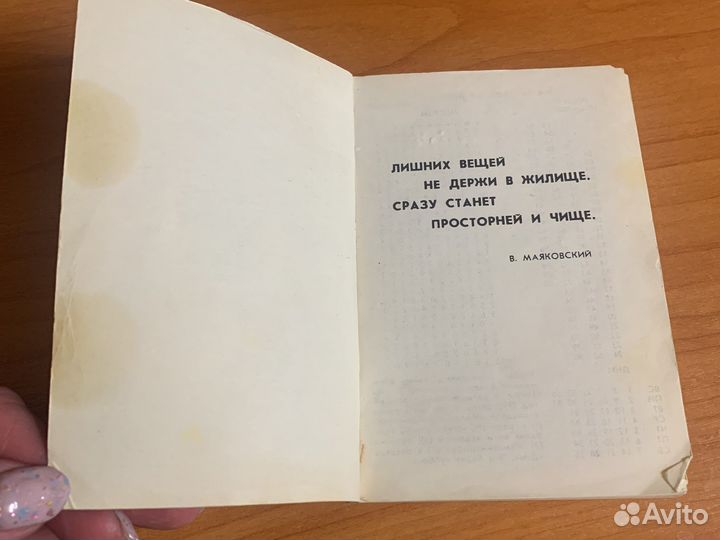 ЛИШНИХ ВЕЩЕЙ
НЕ ДЕРЖИ В ЖИЛИЩЕ.
СРАЗУ СТАНЕТ
ПРОСТОРНЕЙ И ЧИЩЕ.
В. МАЯКОВСКИЙ
Avito